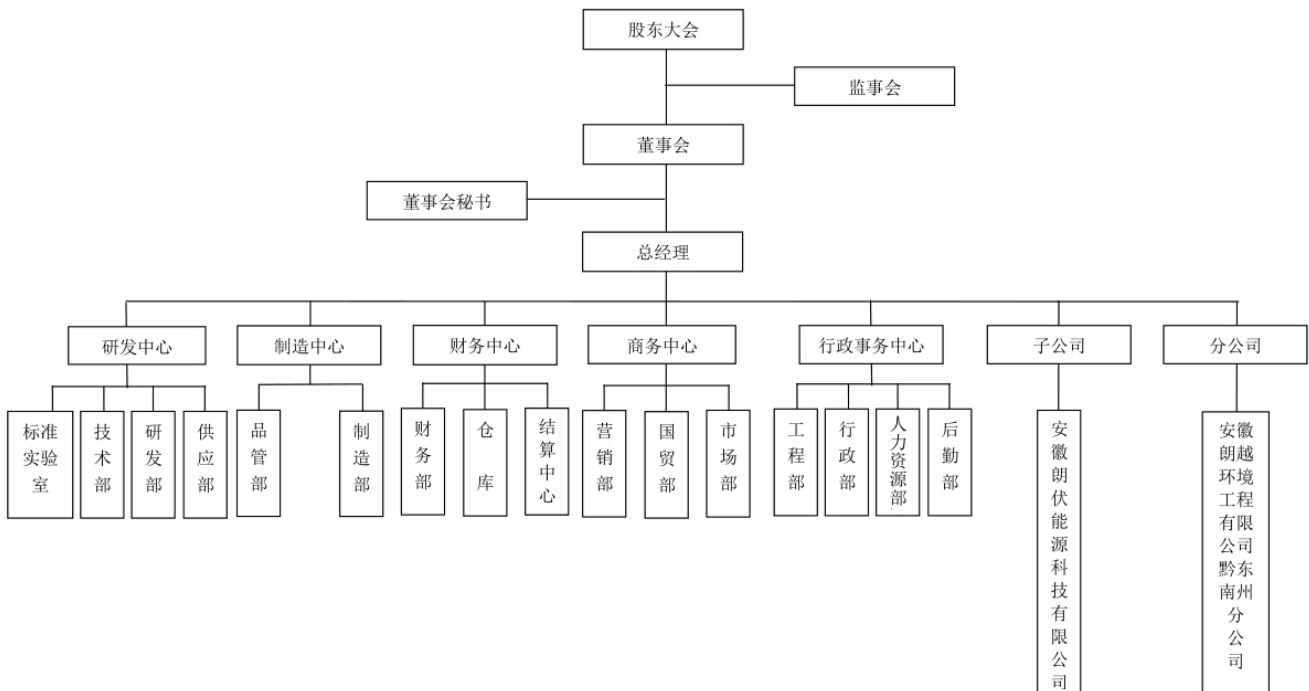 股东大会
监事会
董事会
董事会秘书
总经理
研发中心
制造中心
财务中心
商务中心
行政事务中心
子公司
分公司
标准
实验
室
技术部
研发部
供应部
品管部
制造部
财务部
仓库
结算中心
营销部
国贸部
市场部
工程部
行政部
人力资源部
后勤部
安徽朗伏能源科技有限公司
安徽
朗越
环境
工程
有限
公司
黔东
南州
分
公
司